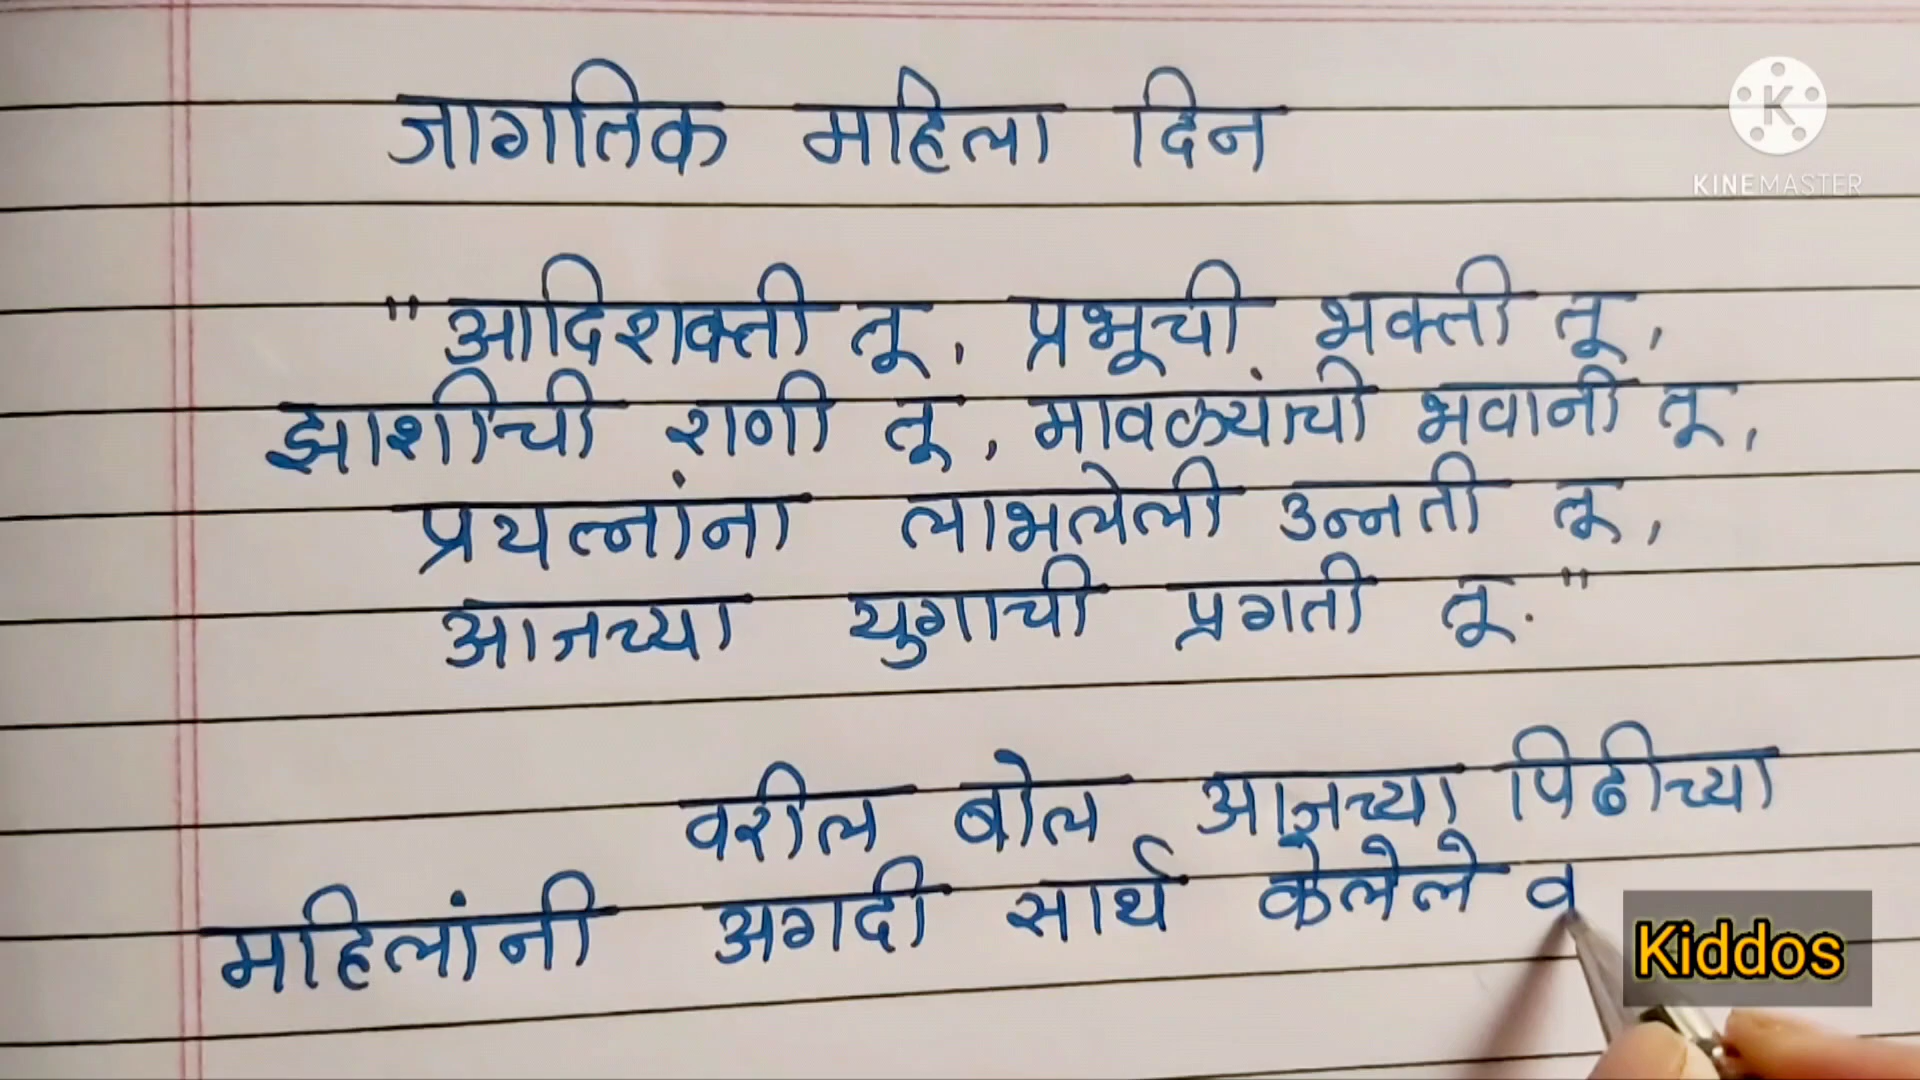 जागतिक महिला दिन
KINEMASTER
"आदिशक्ती तू, प्रभूची भक्ती तू,
झाशीची राणी तू, मावळ्यांची भवानी तू,
प्रयत्नांना लाभलेली उन्नती तू,
आजच्या युगाची प्रगती तू."
वरील बोल आजच्या पिढीच्या
महिलांनी अगदी सार्थ केलेले व
Kiddos